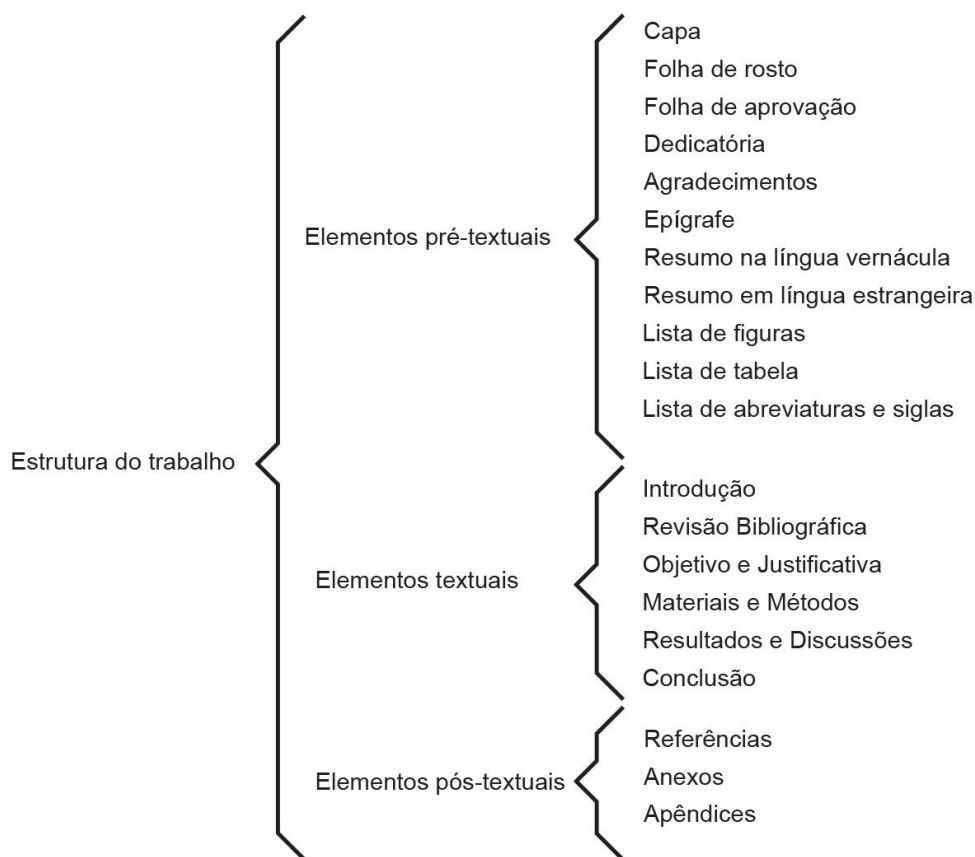 Estrutura do trabalho
Elementos pré-textuais
Capa
Folha de rosto
Folha de aprovação
Dedicatória
Agradecimentos
Epígrafe
Resumo na língua vernácula
Resumo em língua estrangeira
Lista de figuras
Lista de tabela
Lista de abreviaturas e siglas
Elementos textuais
Introdução
Revisão Bibliográfica
Objetivo e Justificativa
Materiais e Métodos
Resultados e Discussões
Conclusão
Elementos pós-textuais
Referências
Anexos
Apêndices